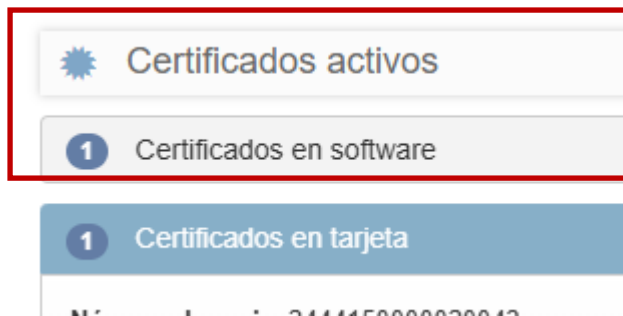 Certificados activos
1 Certificados en software
1 Certificados en tarjeta